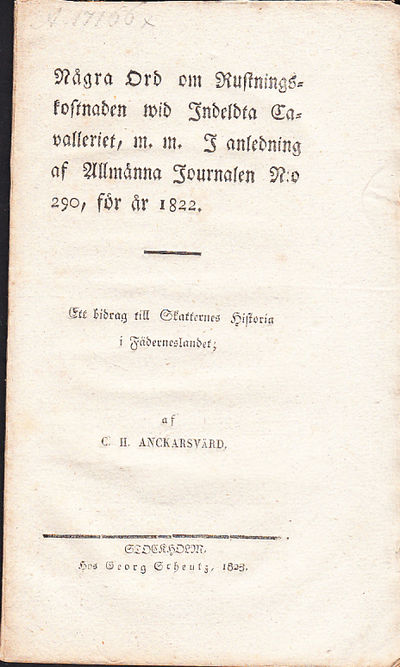 Några Ord om Rustnings=
kostnaden wid Indeldta Ca=
valleriet, m. m. I anledning
af Allmänna Journalen N:o
290, för år 1822.
Ett bidrag till Skatternes Historia
i Fäderneslandet;
af
C. H. ANCKARSVÄRD.
STOCKHOLM,
Hos Georg Scheutz, 1823.